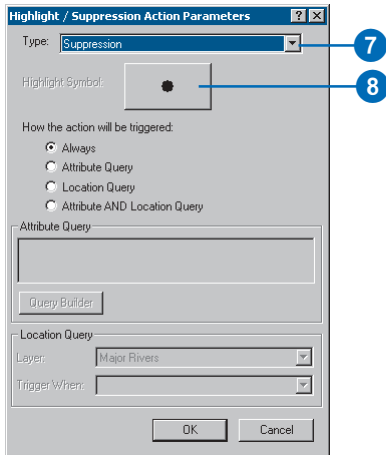 Highlight / Suppression Action Parameters
Type: Suppression
7
Highlight Symbol:
8
How the action will be triggered:
Always
Attribute Query
Location Query
Attribute AND Location Query
Attribute Query
Query Builder
Location Query
Layer: Major Rivers
Trigger When:
OK Cancel